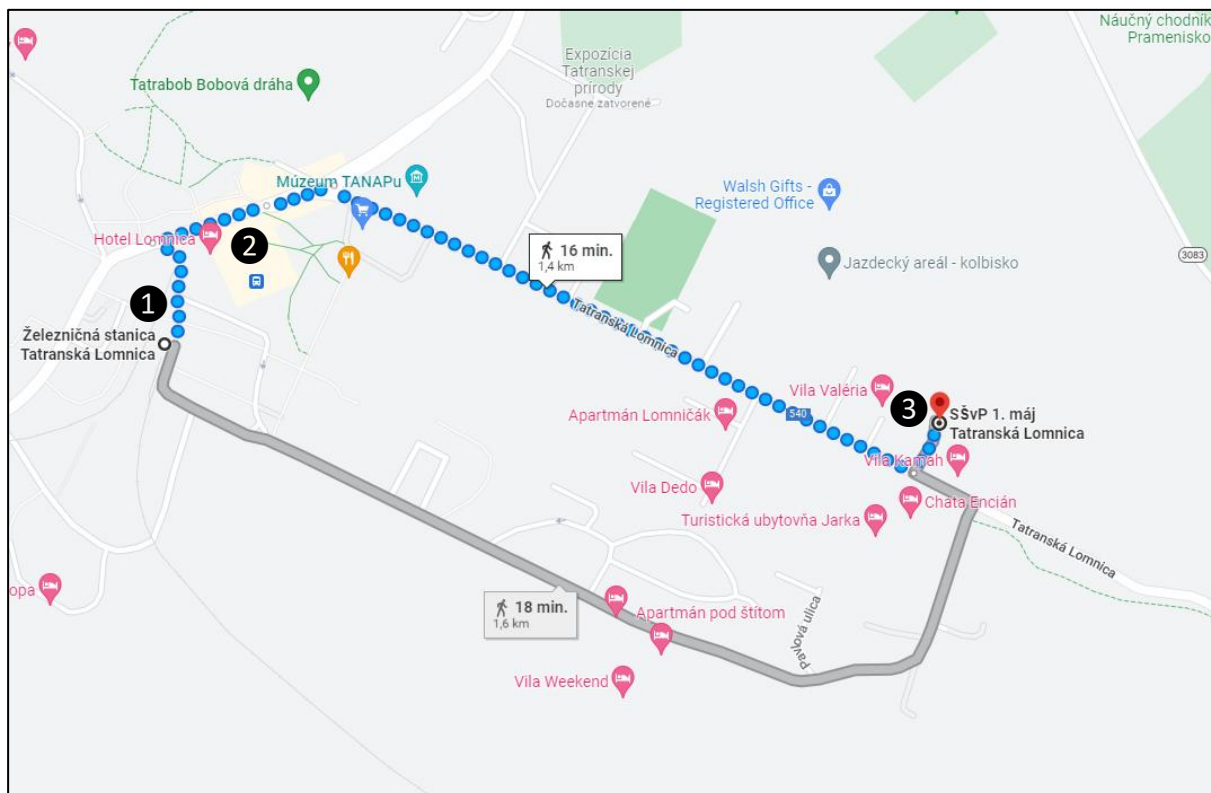 Náučný chodník
Pramenisko
Expozícia
Tatranskej
prírody
Dočasne zatvorené
Tatrabob Bobová dráha
Múzeum TANAPu
Walsh Gifts -
Registered Office
Hotel Lomnica
2
16 min.
1,4 km
Jazdecký areál - kolbisko
3083
1
Železničná stanica
Tatranská Lomnica
Tatranská Lomnica
Vila Valéria
3
SŠvP 1. máj
Tatranská Lomnica
Apartmán Lomničák
540
Vila Kamah
Vila Dedo
Chata Encián
Turistická ubytovňa Jarka
Tatranská Lomnica
opa
18 min.
1,6 km
Apartmán pod štítom
Pavlová ulica
Vila Weekend